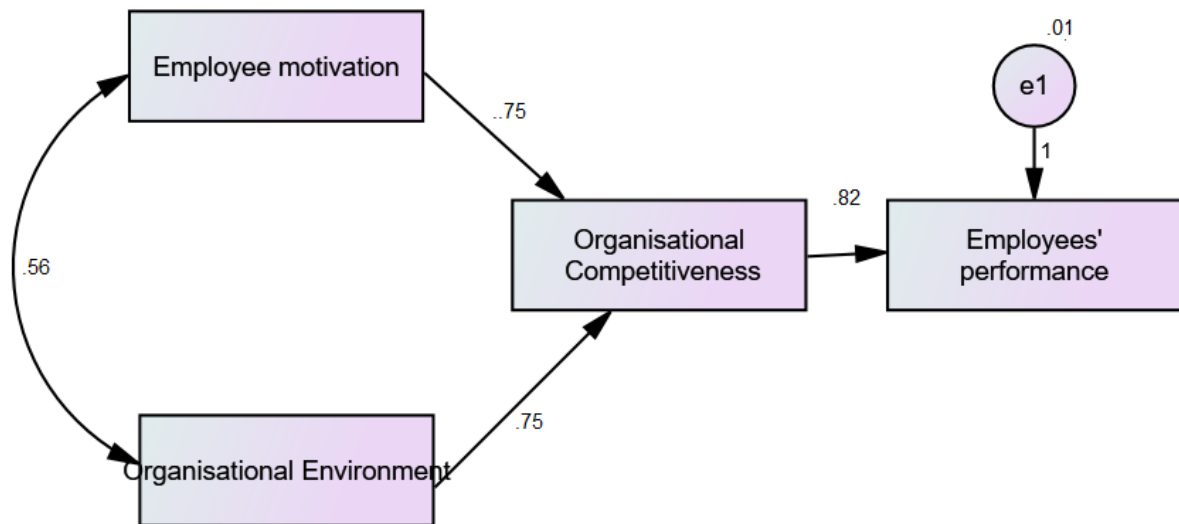 .01
Employee motivation
e1
..75
1
.82
Organisational
Competitiveness
Employees'
performance
.56
.75
Organisational Environment